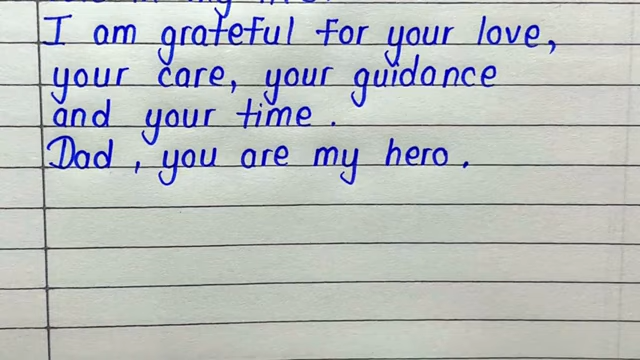 I am grateful for your love,
your care, your guidance
and your time.
Dad, you are my hero.